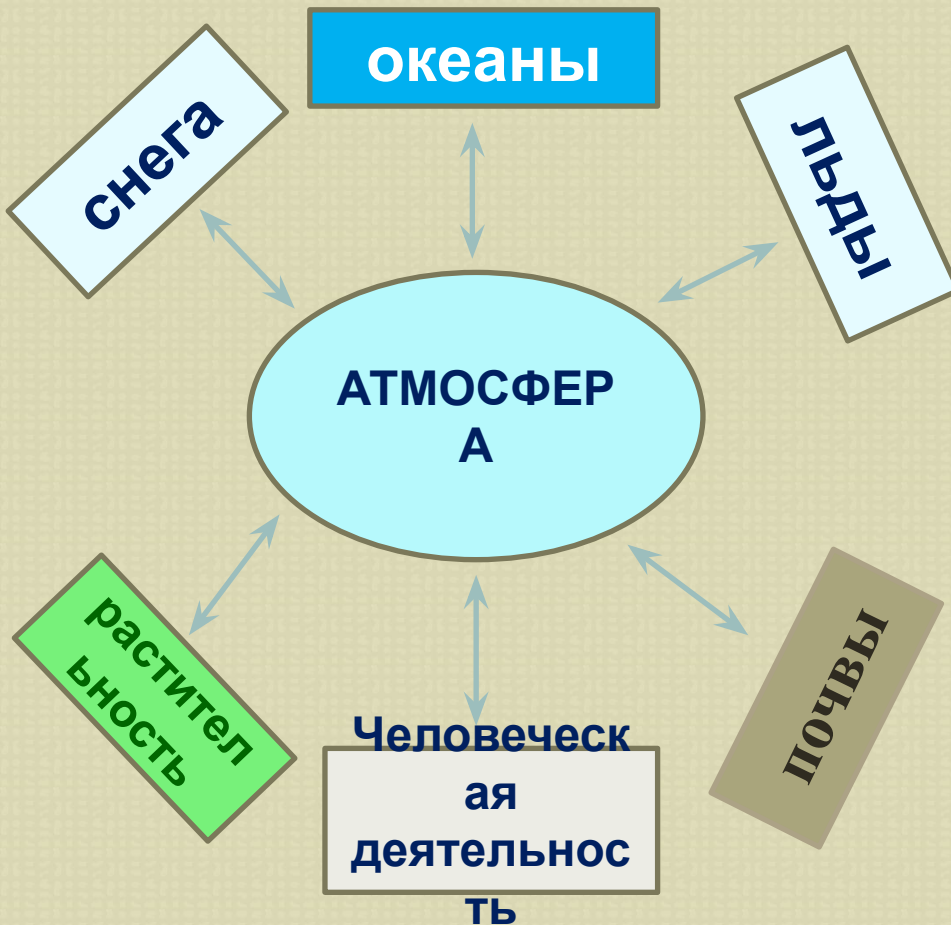 океаны
снега
льды
АТМОСФЕР
А
растител
ьность
почвы
Человеческ
ая
деятельнос
ть